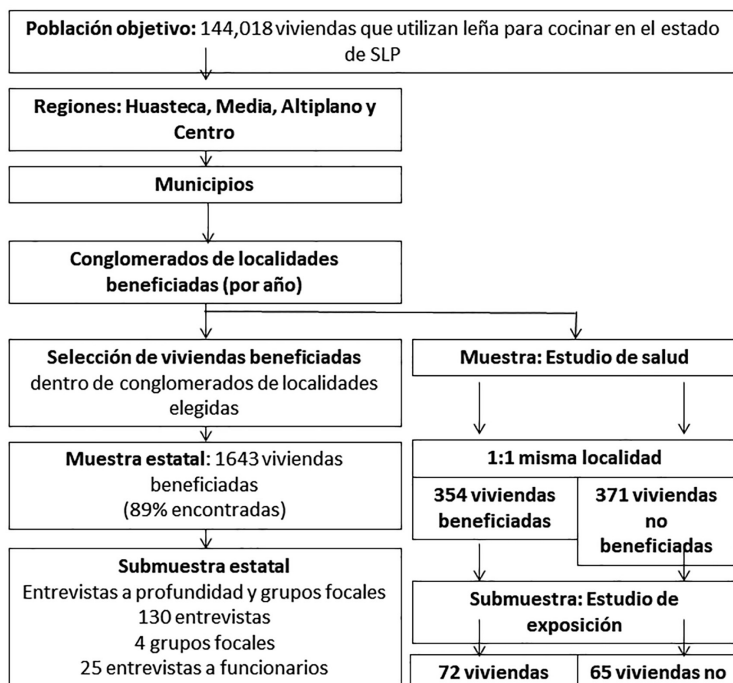 Población objetivo: 144,018 viviendas que utilizan leña para cocinar en el estado
de SLP
Regiones: Huasteca, Media, Altiplano y
Centro
Municipios
Conglomerados de localidades
beneficiadas (por año)
Selección de viviendas beneficiadas
dentro de conglomerados de localidades
elegidas
Muestra estatal: 1643 viviendas
beneficiadas
(89% encontradas)
Submuestra estatal
Entrevistas a profundidad y grupos focales
130 entrevistas
4 grupos focales
25 entrevistas a funcionarios
Muestra: Estudio de salud
1:1 misma localidad
354 viviendas
beneficiadas
371 viviendas
no
beneficiadas
Submuestra: Estudio de
exposición
72 viviendas
65 viviendas no